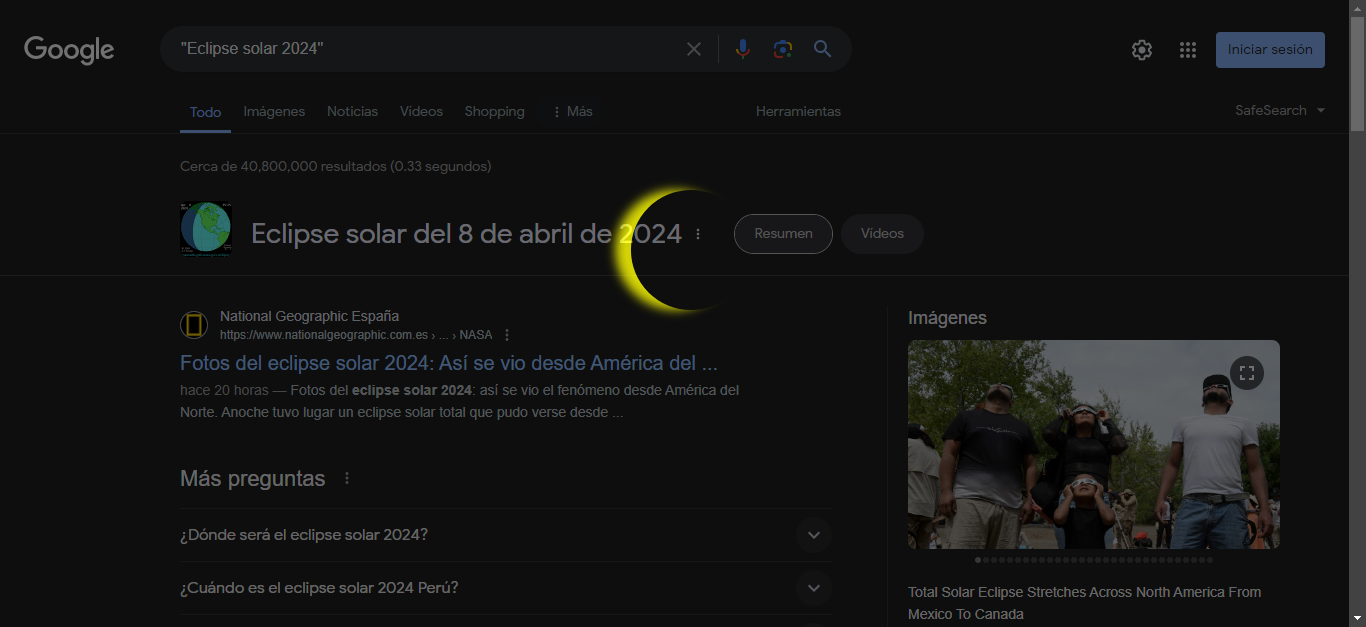 Google
"Eclipse solar 2024"
Iniciar sesión
Todo
Imágenes
Noticias
Vídeos
Shopping
Más
Herramientas
SafeSearch
Cerca de 40,800,000 resultados (0.33 segundos)
Eclipse solar del 8 de abril de 2024
Resumen
Vídeos
National Geographic España
https://www.nationalgeographic.com.es › ... › NASA
Fotos del eclipse solar 2024: Así se vio desde América del ...
hace 20 horas — Fotos del eclipse solar 2024: así se vio el fenómeno desde América del
Norte. Anoche tuvo lugar un eclipse solar total que pudo verse desde ...
Más preguntas
¿Dónde será el eclipse solar 2024?
¿Cuándo es el eclipse solar 2024 Perú?
Imágenes
Total Solar Eclipse Stretches Across North America From
Mexico To Canada